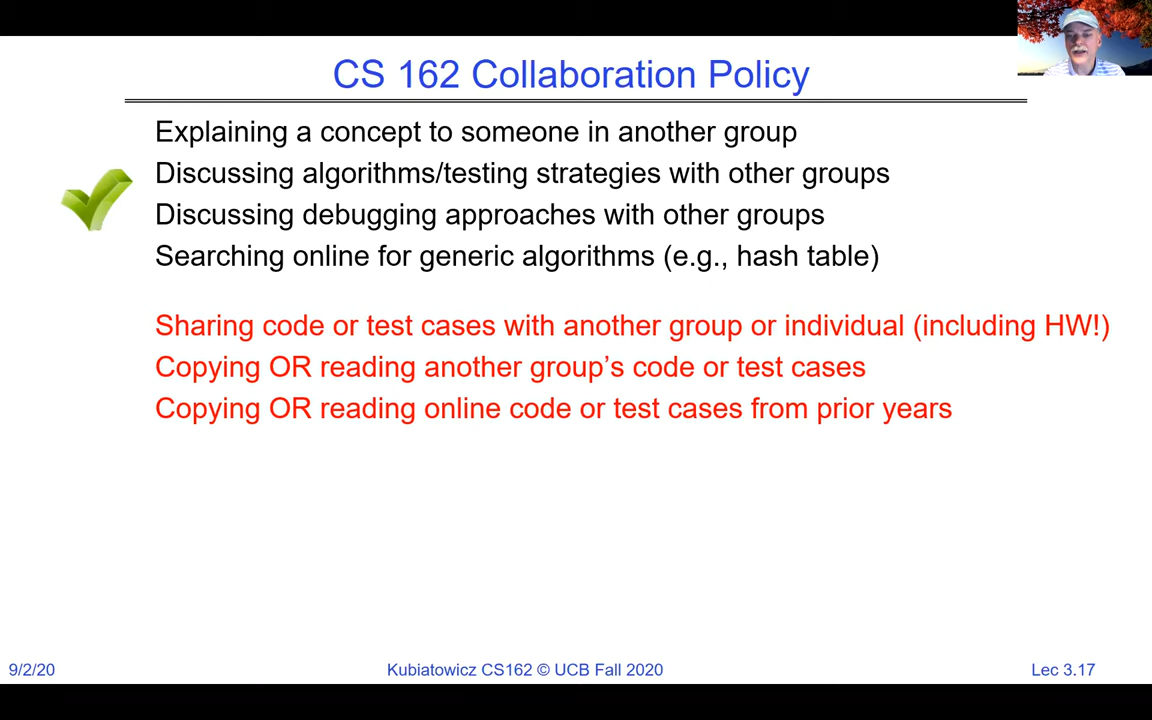 CS 162 Collaboration Policy
Explaining a concept to someone in another group
Discussing algorithms/testing strategies with other groups
Discussing debugging approaches with other groups
Searching online for generic algorithms (e.g., hash table)
Sharing code or test cases with another group or individual (including HW!)
Copying OR reading another group’s code or test cases
Copying OR reading online code or test cases from prior years
9/2/20
Kubiatowicz CS162 © UCB Fall 2020
Lec 3.17